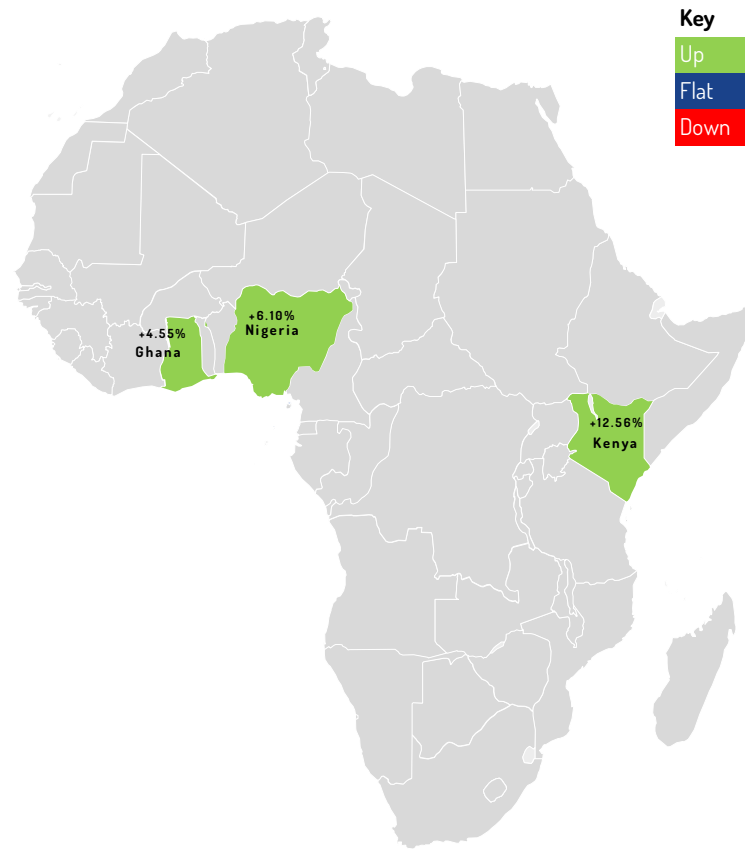 Key
Up
Flat
Down
+6.10%
Nigeria
+4.55%
Ghana
+12.56%
Kenya